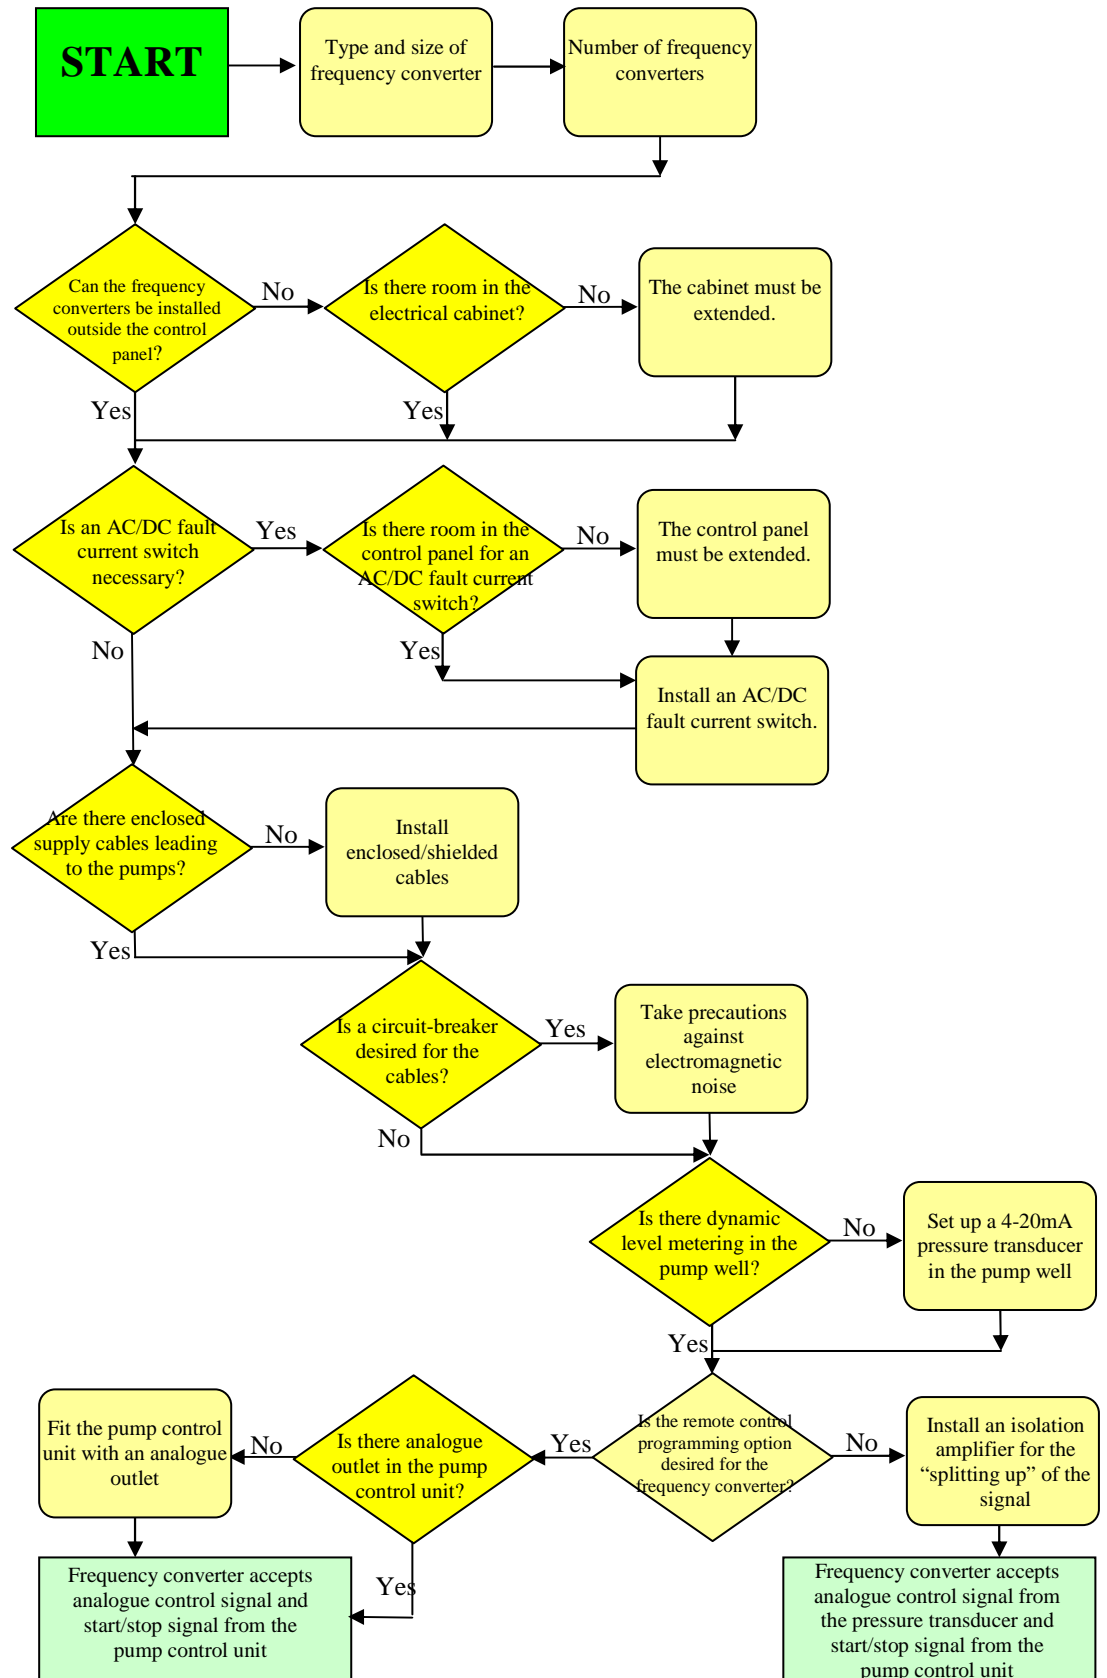 START
Type and size of
frequency converter
Number of frequency
converters
Can the frequency
converters be installed
outside the control
panel?
No
Is there room in the
electrical cabinet?
No
The cabinet must be
extended.
Yes
Yes
Is an AC/DC fault
current switch
necessary?
Yes
Is there room in the
control panel for an
AC/DC fault current
switch?
No
The control panel
must be extended.
No
Yes
Install an AC/DC
fault current switch.
Are there enclosed
supply cables leading
to the pumps?
No
Install
enclosed/shielded
cables
Yes
Is a circuit-breaker
desired for the
cables?
Yes
Take precautions
against
electromagnetic
noise
No
Is there dynamic
level metering in the
pump well?
No
Set up a 4-20mA
pressure transducer
in the pump well
Yes
Fit the pump control
unit with an analogue
outlet
No
Is there analogue
outlet in the pump
control unit?
Yes
Is the remote control
programming option
desired for the
frequency converter?
No
Install an isolation
amplifier for the
“splitting up” of the
signal
Yes
Frequency converter accepts
analogue control signal and
start/stop signal from the
pump control unit
Frequency converter accepts
analogue control signal from
the pressure transducer and
start/stop signal from the
pump control unit